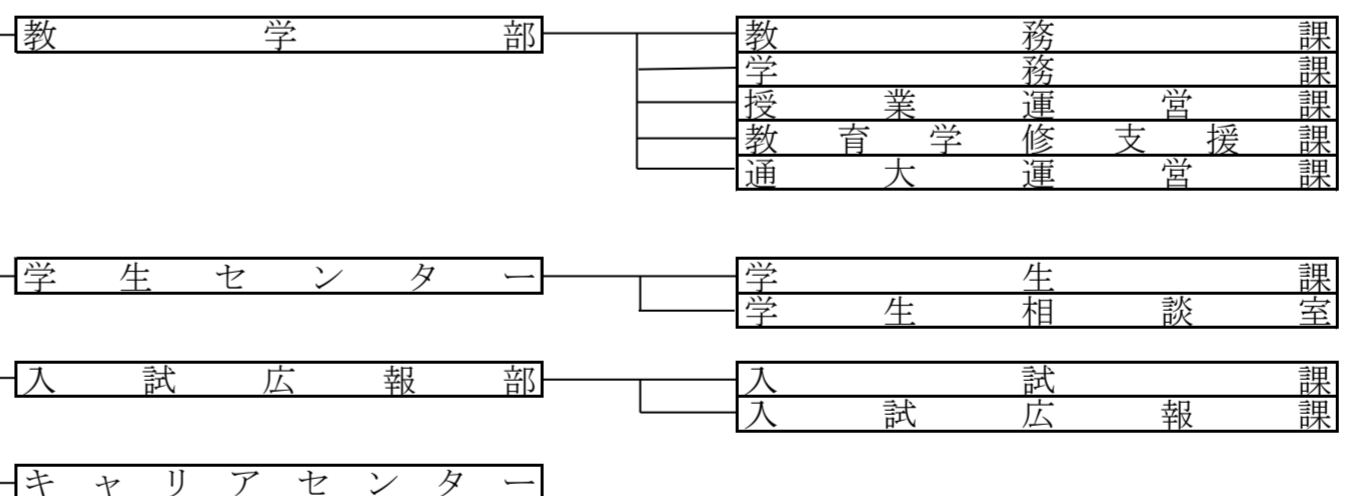 教学部
教務課
学務課
授業運営課
教育学修支援課
通大運営課
学生センター
学生課
学生相談室
入試広報部
入試課
入試広報課
キャリアセンター